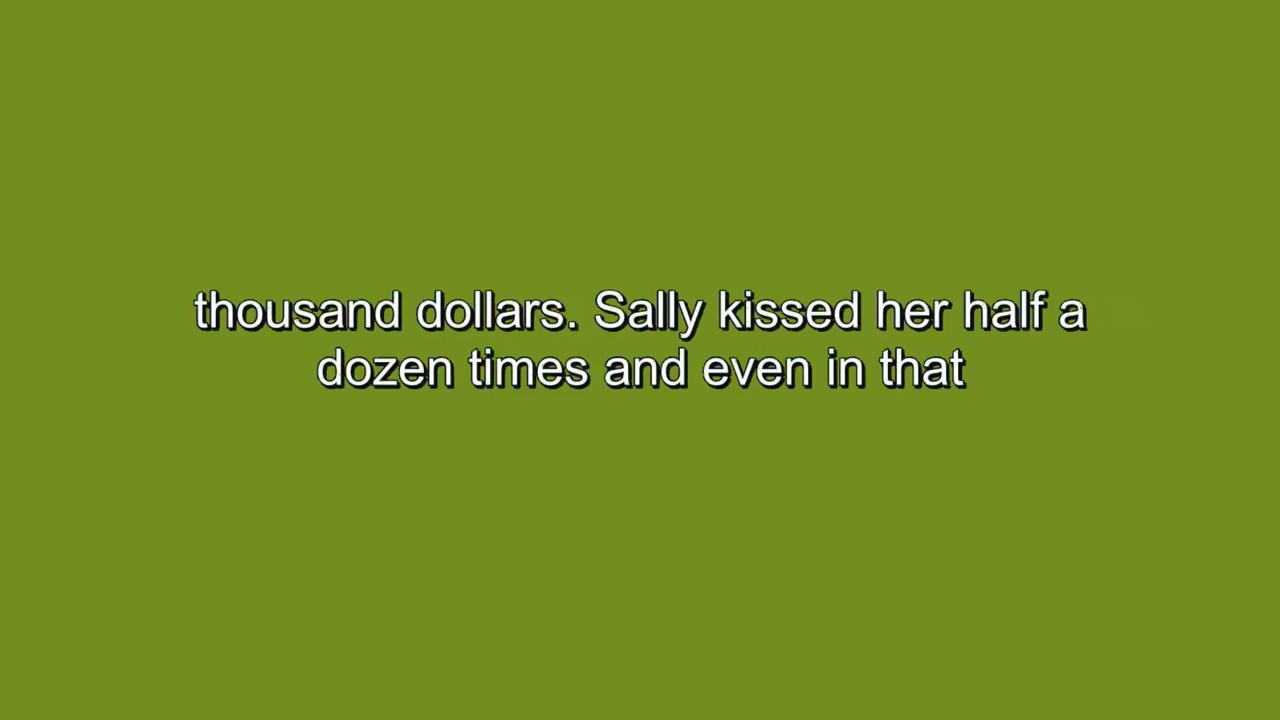 thousand dollars. Sally kissed her half a
dozen times and even in that